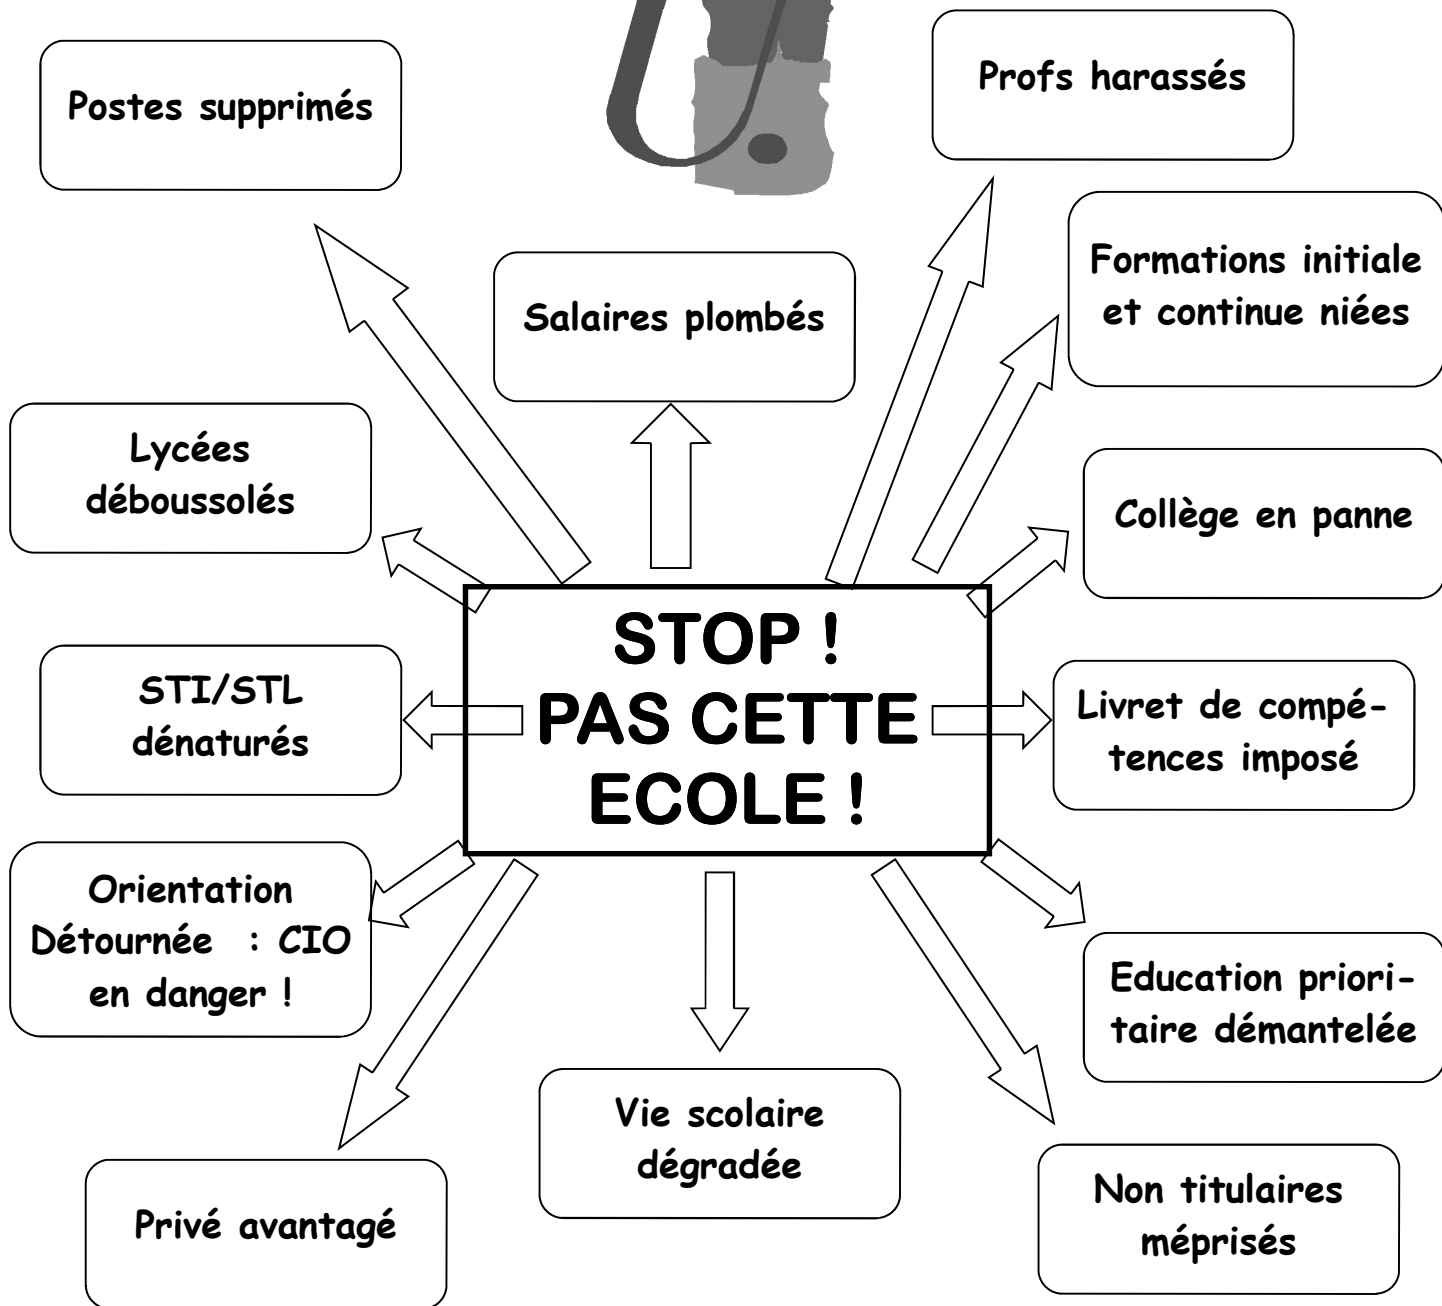 Profs harassés
Postes supprimés
Formations initiale
et continue niées
Salaires plombés
Lycées
déboussolés
Collège en panne
STOP !
PAS CETTE
ECOLE !
STI/STL
dénaturés
Livret de compé-
tences imposé
Orientation
Détournée  : CIO
en danger !
Education priori-
taire démantelée
Vie scolaire
dégradée
Non titulaires
méprisés
Privé avantagé